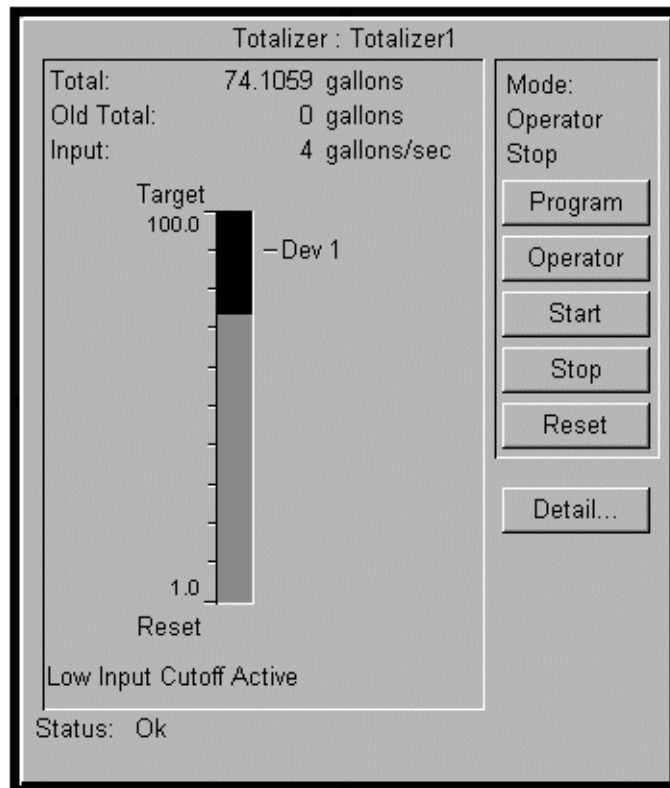 Totalizer : Totalizer1
Total: 74.1059 gallons
Old Total: 0 gallons
Input: 4 gallons/sec
Target
100.0
Dev 1
1.0
Reset
Low Input Cutoff Active
Status: Ok
Mode:
Operator
Stop
Program
Operator
Start
Stop
Reset
Detail...